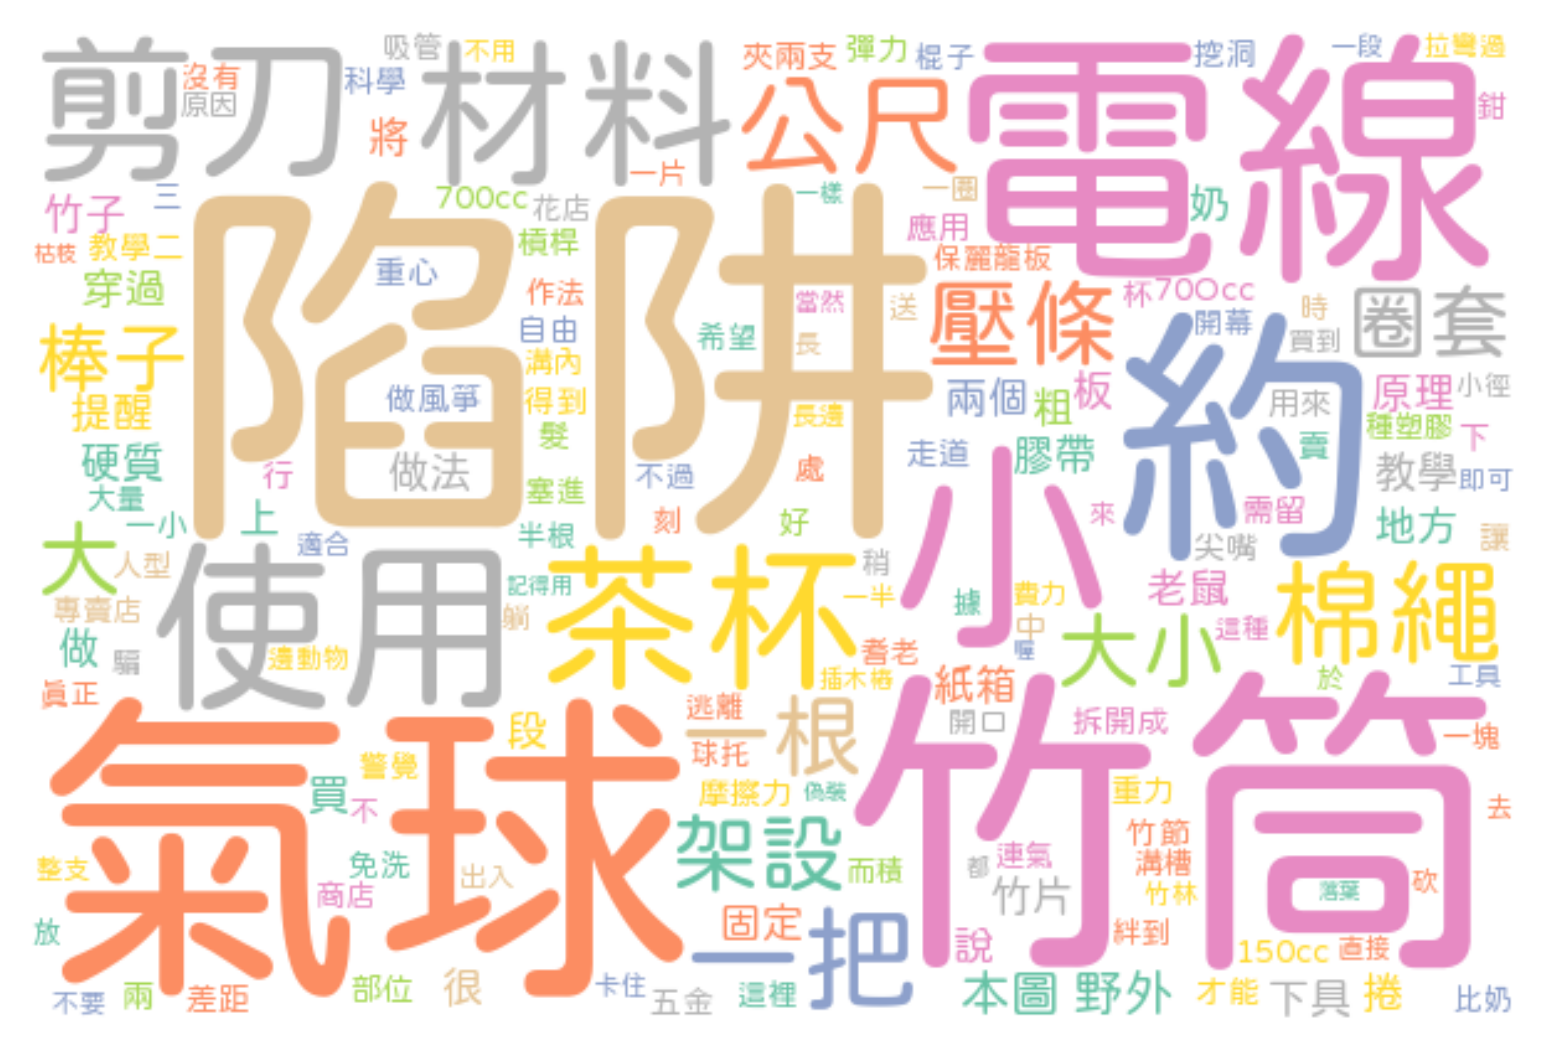 剪刀
沒有
原因
吸管
不用
科學
材料
將
一片
夾兩支
彈力
棍子
公尺
電線
挖洞
一段
拉彎過
鉗
竹子
三
枯枝
教學二
穿過
陷阱
700cc
花店
槓桿
重心
作法
自由
一樣
一圈
奶
應用
保麗龍板
當然
送
希望
長
壓條
杯
700cc
開幕
時
買到
圈套
棒子
提醒
溝內
得到
做風箏
髮
長邊
兩個
粗
板
約
用來
原理
小徑
種塑膠
下
賣
硬質
大量
行
做法
塞進
不過
處
走道
膠帶
教學
即可
一小
上
適合
半根
刻
好
小
來
需留
尖嘴
地方
讓
大
人型
使用
記得用
茶杯
稍
一半
據
費力
中
喔
老鼠
棉繩
專賣店
做
騙
邊動物
躺
耆老
插木樁
大小
這種
於
工具
真正
氣球
段
逃離
一根
球托
紙箱
開口
拆開成
竹筒
一塊
警覺
買
不
摩擦力
偽裝
重力
去
整支
免洗
商店
出入
架設
而積
都
連氣
竹片
竹節
溝槽
竹林
落葉
砍
放
固定
一把
說
絆到
150cc
直接
不要
兩
差距
部位
很
卡住
五金
這裡
本圖
野外
才能
下具
捲
比奶